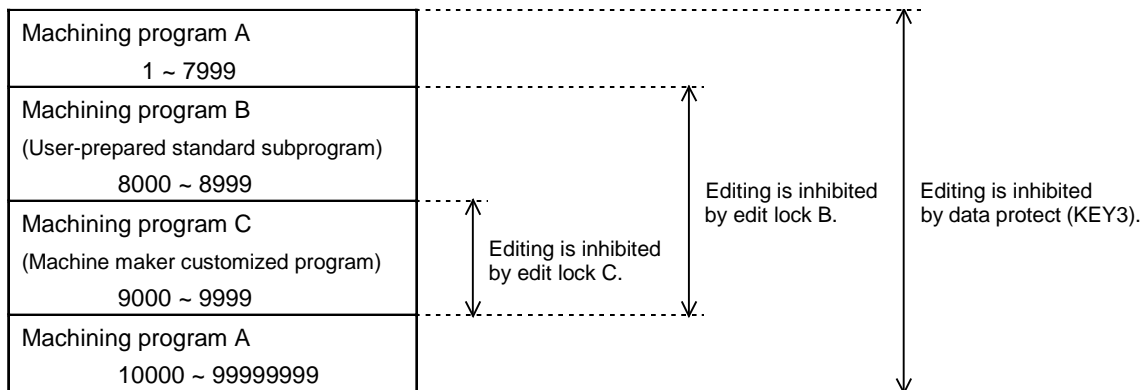 Machining program A
1 ~ 7999
Machining program B
(User-prepared standard subprogram)
8000 ~ 8999
Machining program C
(Machine maker customized program)
9000 ~ 9999
Machining program A
10000 ~ 99999999
Editing is inhibited
by edit lock C.
Editing is inhibited
by edit lock B.
Editing is inhibited
by data protect (KEY3).